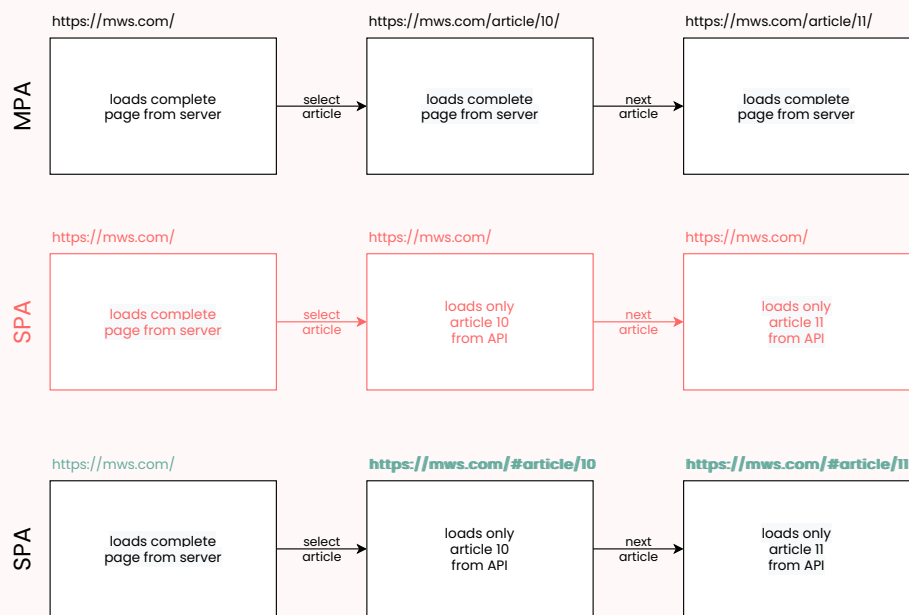 https://mws.com/
https://mws.com/article/10/
https://mws.com/article/11/
MPA
loads complete
page from server
select
article
loads complete
page from server
next
article
loads complete
page from server
https://mws.com/
https://mws.com/
https://mws.com/
SPA
loads complete
page from server
select
article
loads only
article 10
from API
next
article
loads only
article 11
from API
https://mws.com/
https://mws.com/#article/10
https://mws.com/#article/11
SPA
loads complete
page from server
select
article
loads only
article 10
from API
next
article
loads only
article 11
from API